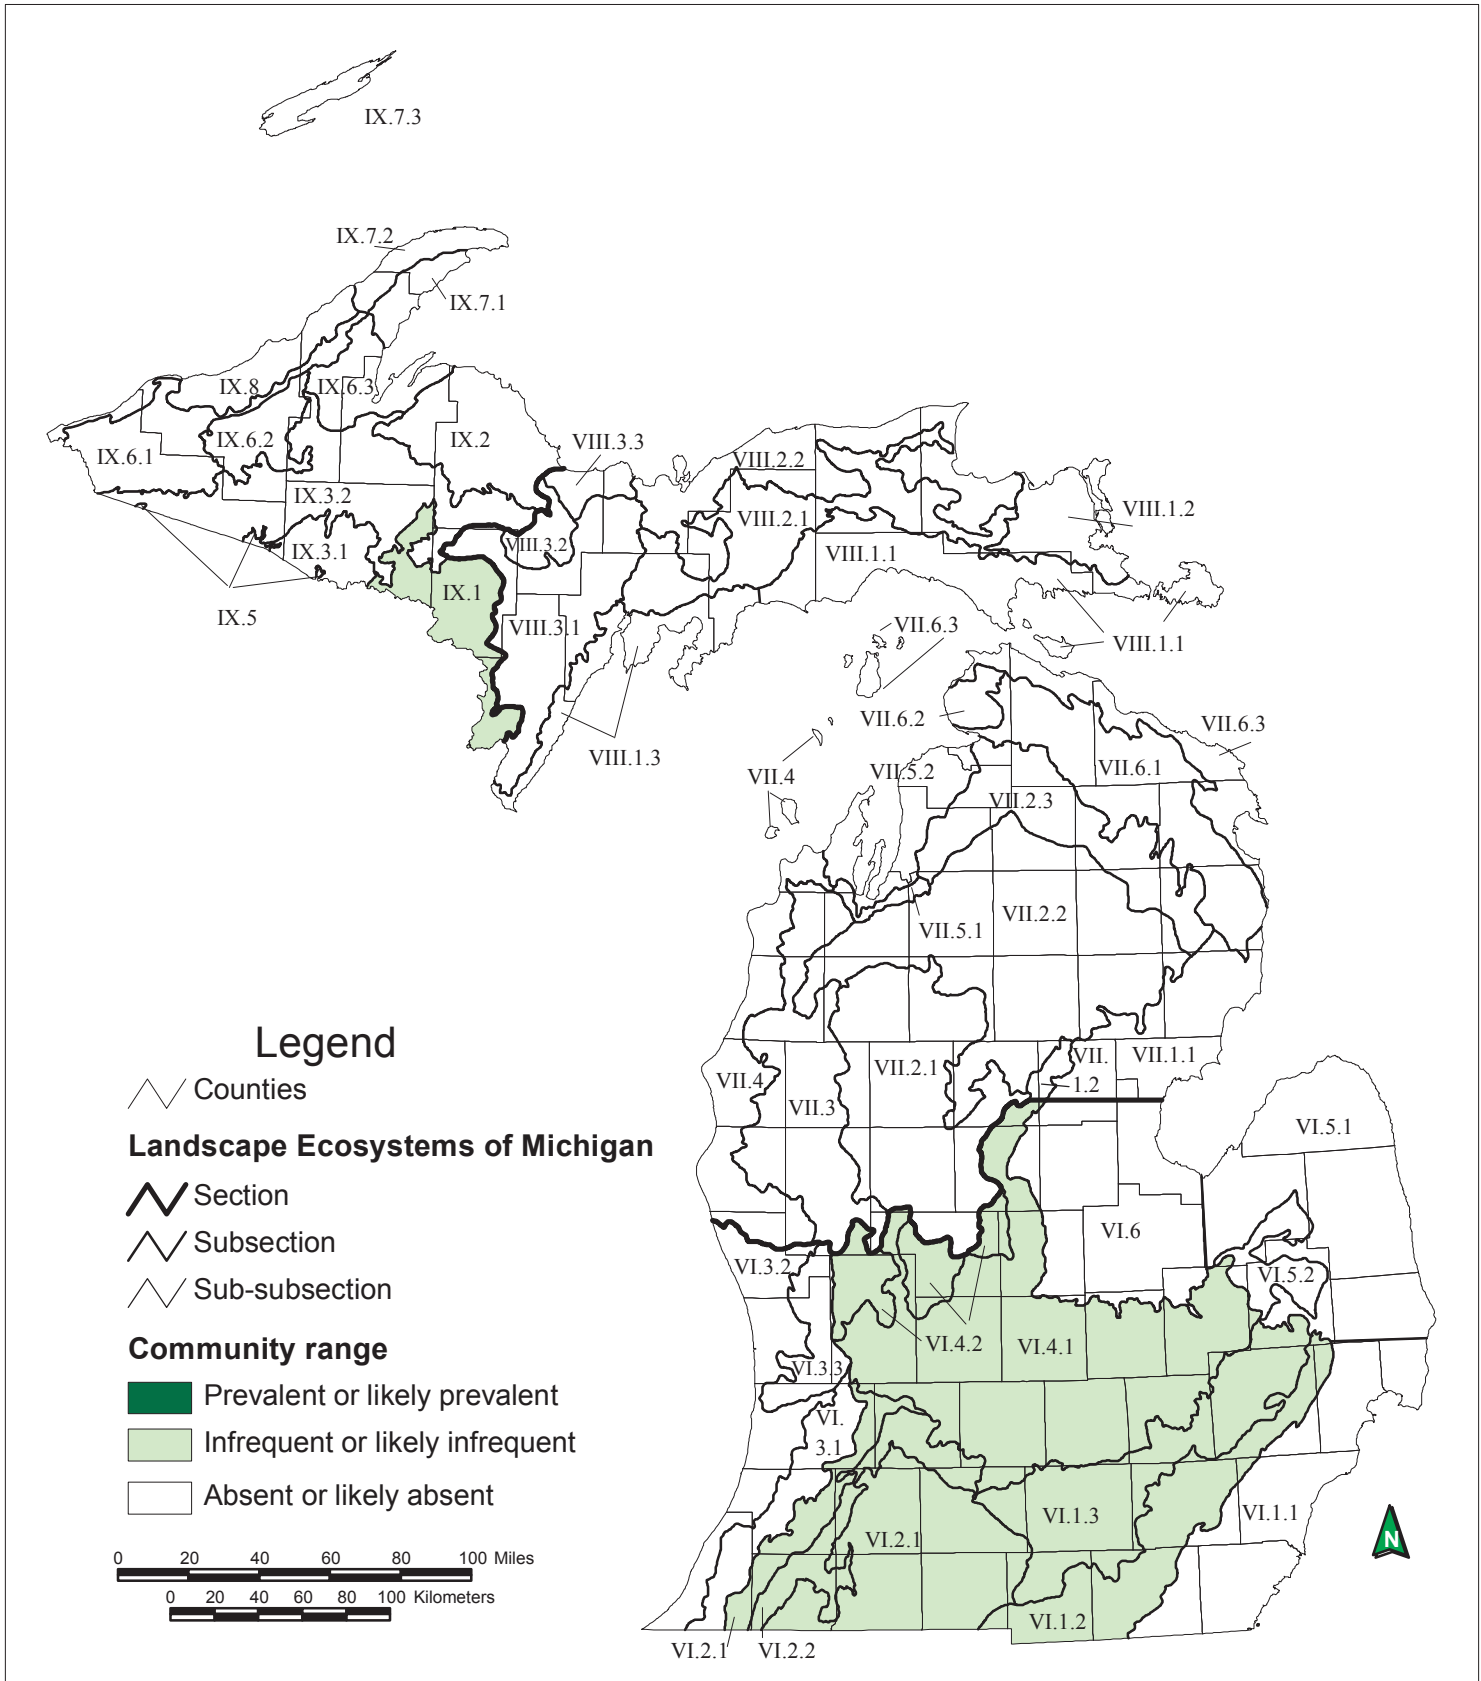 IX.7.3
IX.7.2
IX.7.1
IX.8
IX.6.3
IX.6.2
IX.6.1
IX.2
VIII.3.3
VIII.2.2
VIII.2.1
VIII.1.2
IX.3.2
IX.3.1
VIII.3.2
VIII.1.1
IX.1
IX.5
VIII.3.1
VII.6.3
VIII.1.1
VIII.1.3
VII.6.2
VII.6.3
VII.4
VII.5.2
VII.6.1
VII.2.3
VII.5.1
VII.2.2
VII.4
VII.3
VII.2.1
VII.
1.2
VII.1.1
VI.5.1
VI.6
VI.3.2
VI.5.2
VI.4.2
VI.4.1
VI.3.3
VI.
3.1
VI.1.3
VI.1.1
VI.2.1
VI.1.2
VI.2.1
VI.2.2
Legend
Counties
Landscape Ecosystems of Michigan
Section
Subsection
Sub-subsection
Community range
Prevalent or likely prevalent
Infrequent or likely infrequent
Absent or likely absent
0 20 40 60 80 100 Miles
0 20 40 60 80 100 Kilometers
N